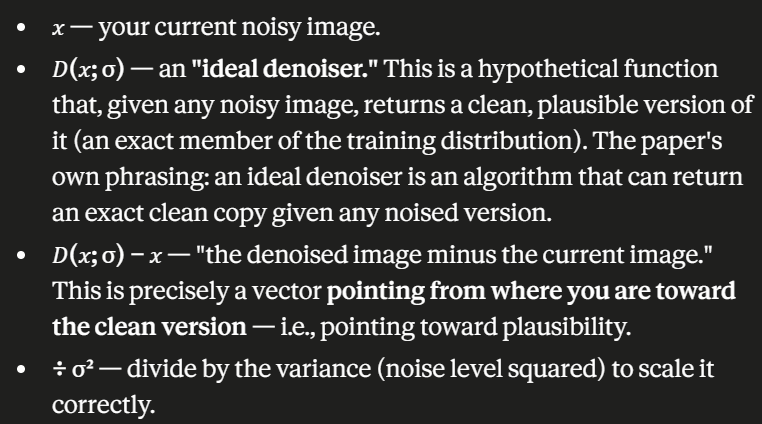 • x — your current noisy image.
• D(x; σ) — an "ideal denoiser." This is a hypothetical function
that, given any noisy image, returns a clean, plausible version of
it (an exact member of the training distribution). The paper's
own phrasing: an ideal denoiser is an algorithm that can return
an exact clean copy given any noised version.
• D(x; σ) − x — "the denoised image minus the current image."
This is precisely a vector pointing from where you are toward
the clean version — i.e., pointing toward plausibility.
• ÷ σ² — divide by the variance (noise level squared) to scale it
correctly.